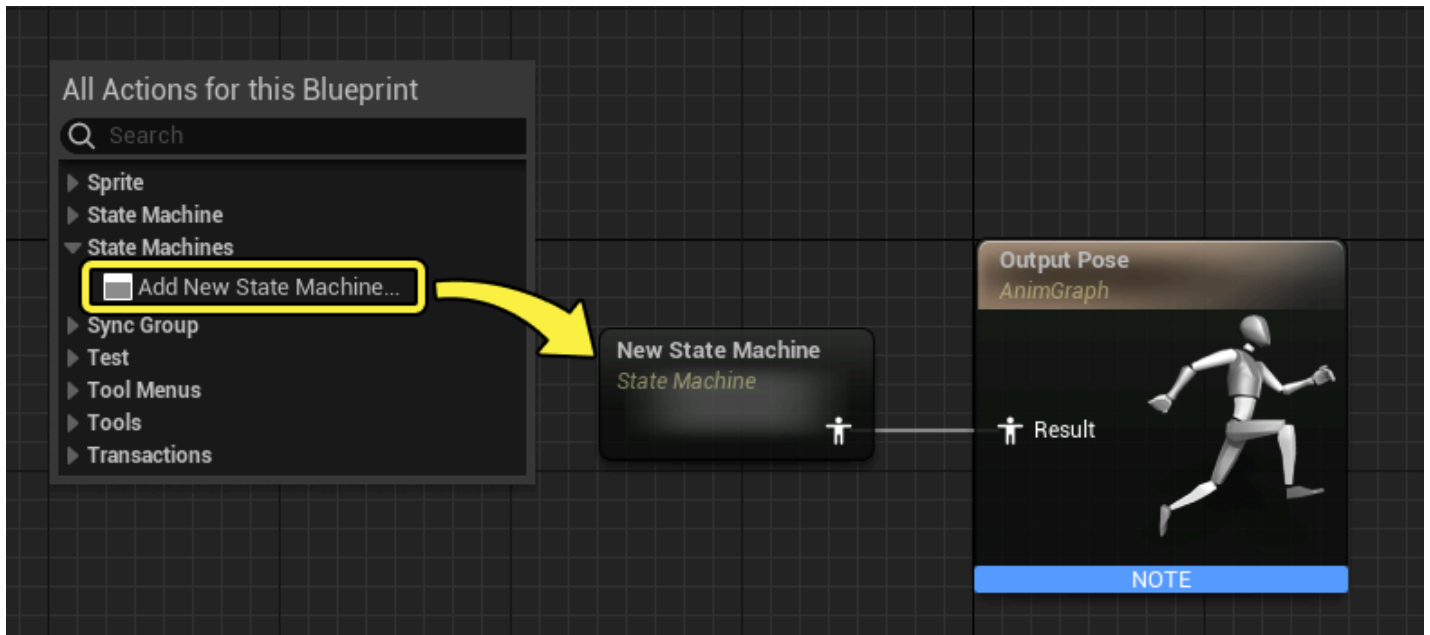 All Actions for this Blueprint
Search
Sprite
State Machine
State Machines
Add New State Machine...
Sync Group
Test
Tool Menus
Tools
Transactions
New State Machine
State Machine
Output Pose
AnimGraph
Result
NOTE